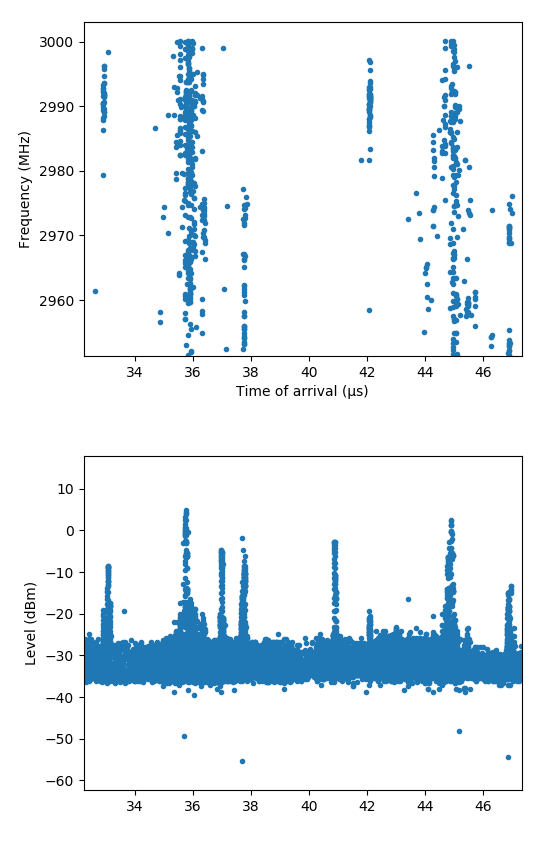 3000
2990
2980
2970
2960
Frequency (MHz)
34 36 38 40 42 44 46
Time of arrival (μs)
10
0
−10
−20
−30
−40
−50
−60
Level (dBm)
34 36 38 40 42 44 46